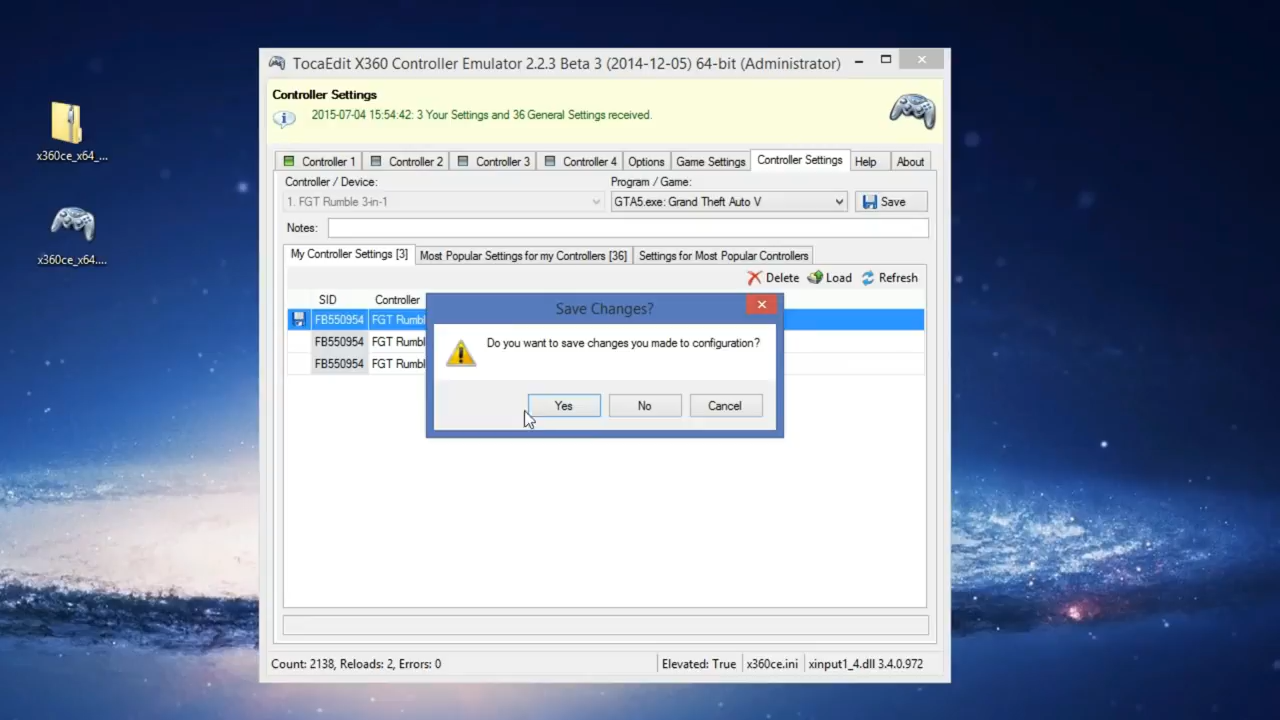 x360ce_x64_...
x360ce_x64....
TocaEdit X360 Controller Emulator 2.2.3 Beta 3 (2014-12-05) 64-bit (Administrator)
Controller Settings
2015-07-04 15:54:42: 3 Your Settings and 36 General Settings received.
Controller 1 Controller 2 Controller 3 Controller 4 Options Game Settings Controller Settings Help About
Controller / Device: Program / Game:
1. FGT Rumble 3-in-1 GTA5.exe: Grand Theft Auto V Save
Notes:
My Controller Settings [3] Most Popular Settings for my Controllers [36] Settings for Most Popular Controllers
Delete Load Refresh
SID Controller
FB550954 FGT Rumbl
FB550954 FGT Rumbl
FB550954 FGT Rumbl
Save Changes?
Do you want to save changes you made to configuration?
Yes No Cancel
Count: 2138, Reloads: 2, Errors: 0 Elevated: True x360ce.ini xinput1_4.dll 3.4.0.972